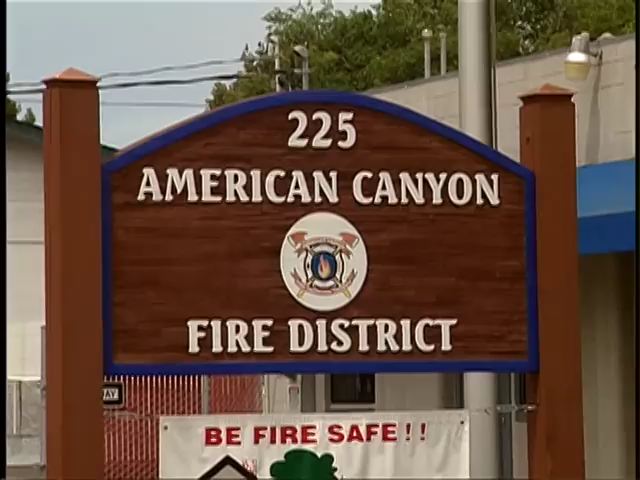 225
AMERICAN CANYON
FIRE DISTRICT
BE FIRE SAFE!!